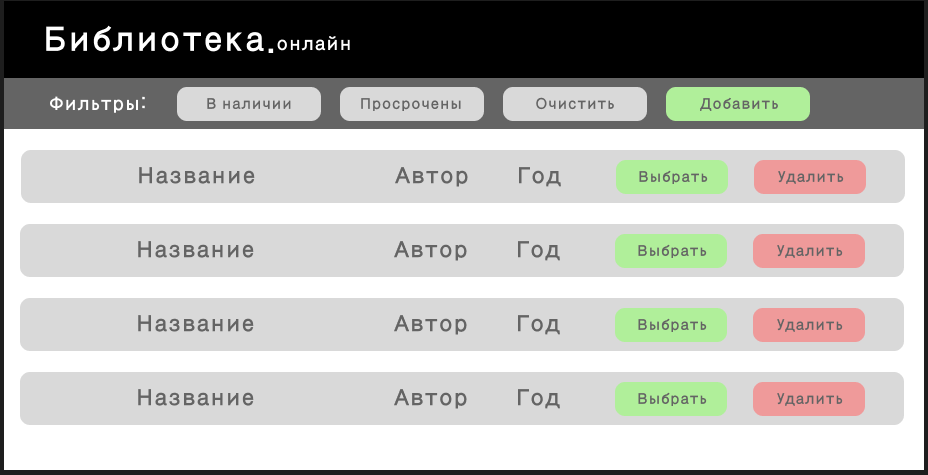 Библиотека.онлайн
Фильтры: В наличии Просрочены Очистить Добавить
Название Автор Год Выбрать Удалить
Название Автор Год Выбрать Удалить
Название Автор Год Выбрать Удалить
Название Автор Год Выбрать Удалить